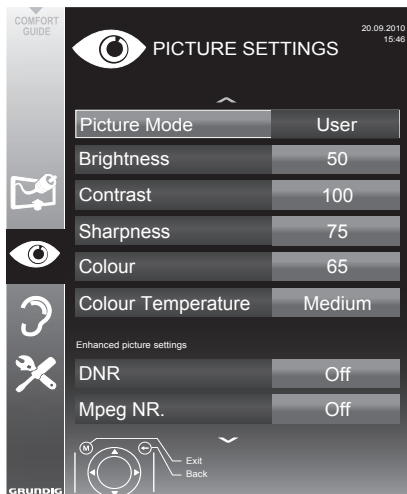 COMFORT
GUIDE
PICTURE SETTINGS
20.09.2010
15:46
Picture Mode User
Brightness 50
Contrast 100
Sharpness 75
Colour 65
Colour Temperature Medium
Enhanced picture settings
DNR Off
Mpeg NR. Off
M
Exit
Back
GRUNDIG